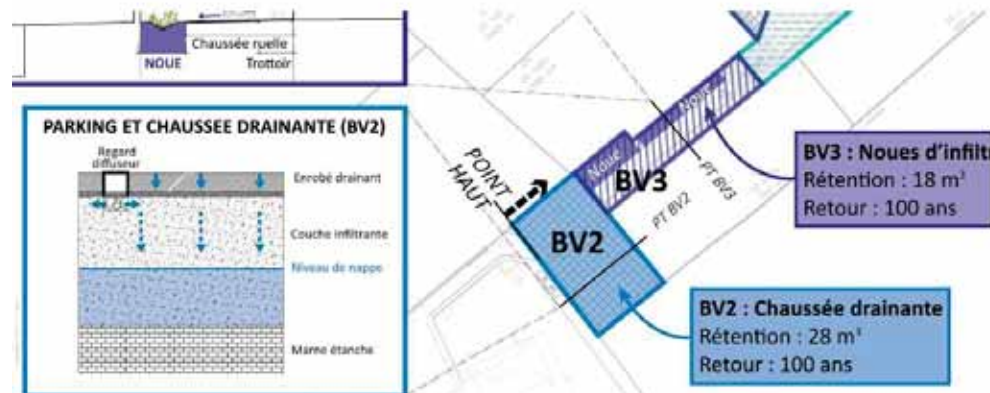 Chaussée ruelle
NOUE
Trottoir
PARKING ET CHAUSSEE DRAINANTE (BV2)
Regard
diffuseur
Enrobé drainant
Couche infiltrante
Niveau de nappe
Marne étanche
POINT
HAUT
Noue
Noue
BV3
BV2
PT BV3
PT BV2
BV3 : Noues d'infilt
Rétention : 18 m³
Retour : 100 ans
BV2 : Chaussée drainante
Rétention : 28 m³
Retour : 100 ans